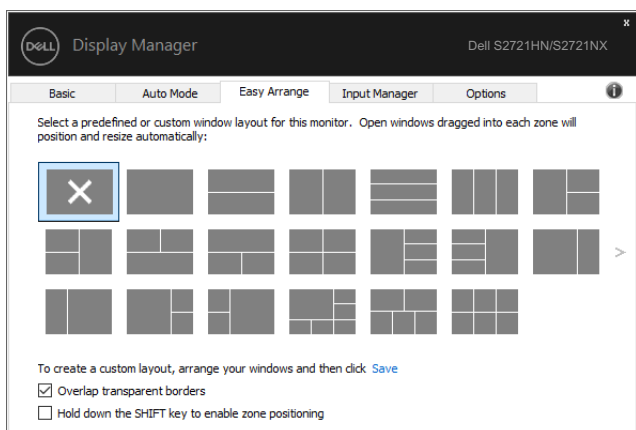 x
DELL Display Manager Dell S2721HN/S2721NX
Basic Auto Mode Easy Arrange Input Manager Options i
Select a predefined or custom window layout for this monitor. Open windows dragged into each zone will
position and resize automatically:
>
To create a custom layout, arrange your windows and then click Save
Overlap transparent borders
Hold down the SHIFT key to enable zone positioning